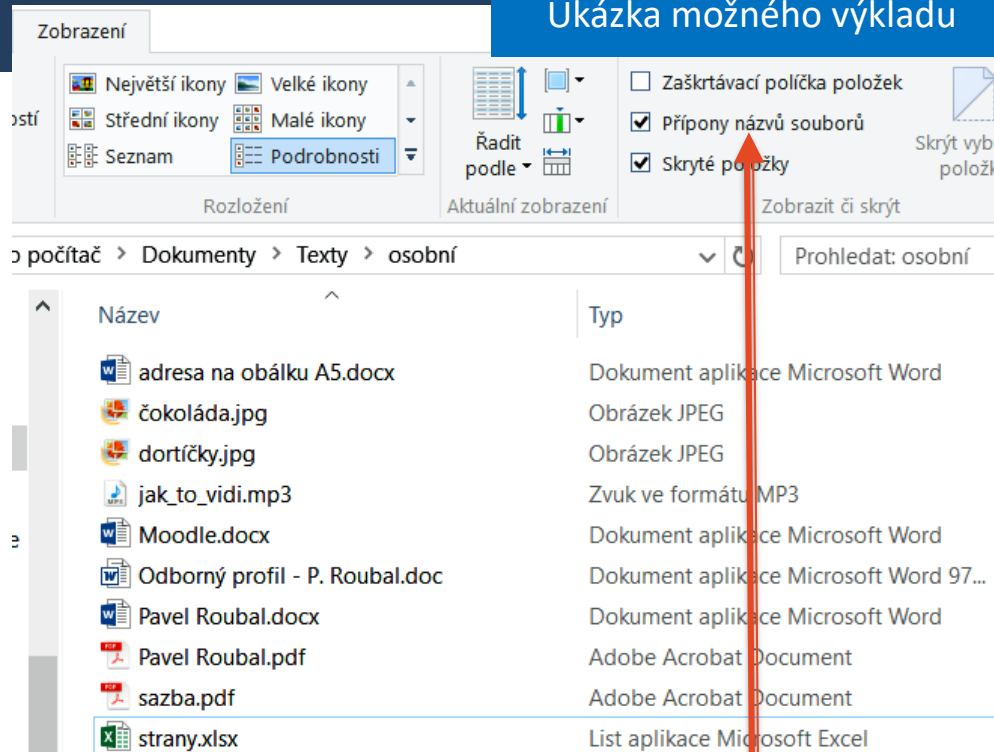 Ukázka možného výkladu
Zobrazení
Největší ikony Velké ikony
Střední ikony Malé ikony
Seznam Podrobnosti
Rozložení
Řadit
podle
Aktuální zobrazení
Zaškrtávací políčka položek
Přípony názvů souborů
Skryté položky
Zobrazit či skrýt
Skrýt vyb
polož
ostí
o počítač > Dokumenty > Texty > osobní
Prohledat: osobní
Název Typ
adresa na obálku A5.docx Dokument aplikace Microsoft Word
čokoláda.jpg Obrázek JPEG
dortíčky.jpg Obrázek JPEG
jak_to_vidi.mp3 Zvuk ve formátu MP3
e
Moodle.docx Dokument aplikace Microsoft Word
Odborný profil - P. Roubal.doc Dokument aplikace Microsoft Word 97...
Pavel Roubal.docx Dokument aplikace Microsoft Word
Pavel Roubal.pdf Adobe Acrobat Document
sazba.pdf Adobe Acrobat Document
strany.xlsx List aplikace Microsoft Excel